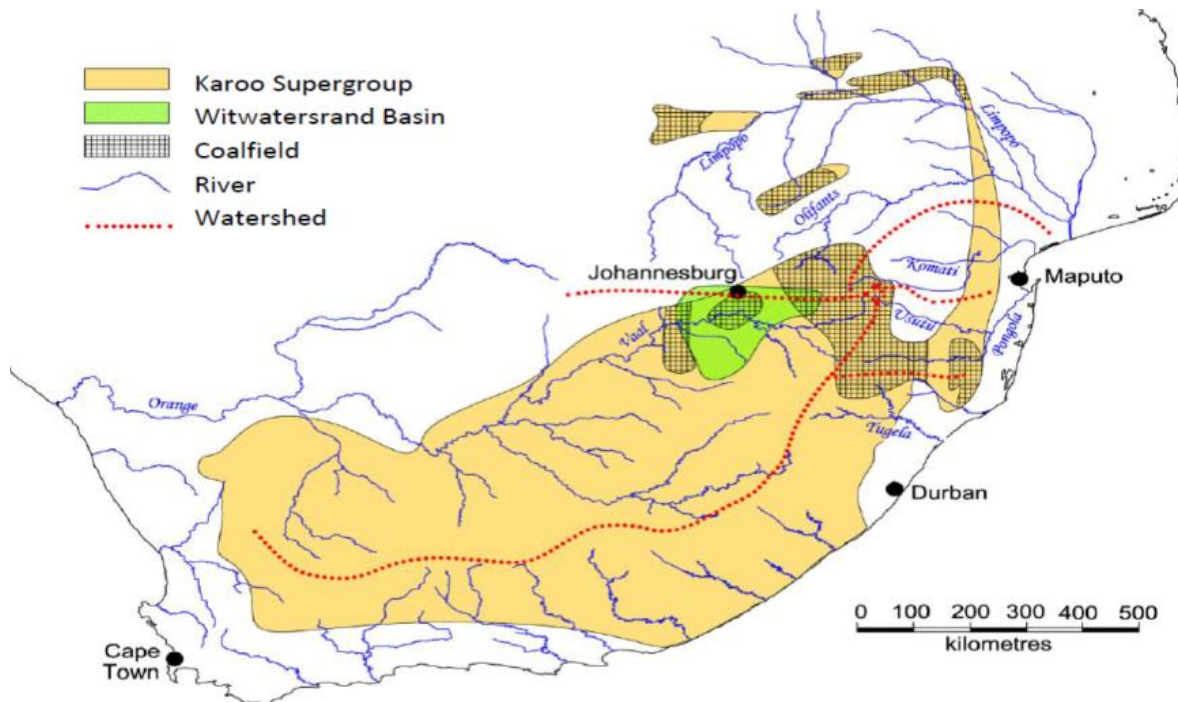 Karoo Supergroup
Witwatersrand Basin
Coalfield
River
Watershed
Limpopo
Limpopo
Olifants
Johannesburg
Komati
Maputo
Usutu
Pongola
Vaal
Orange
Tugela
Durban
0 100 200 300 400 500
kilometres
Cape
Town